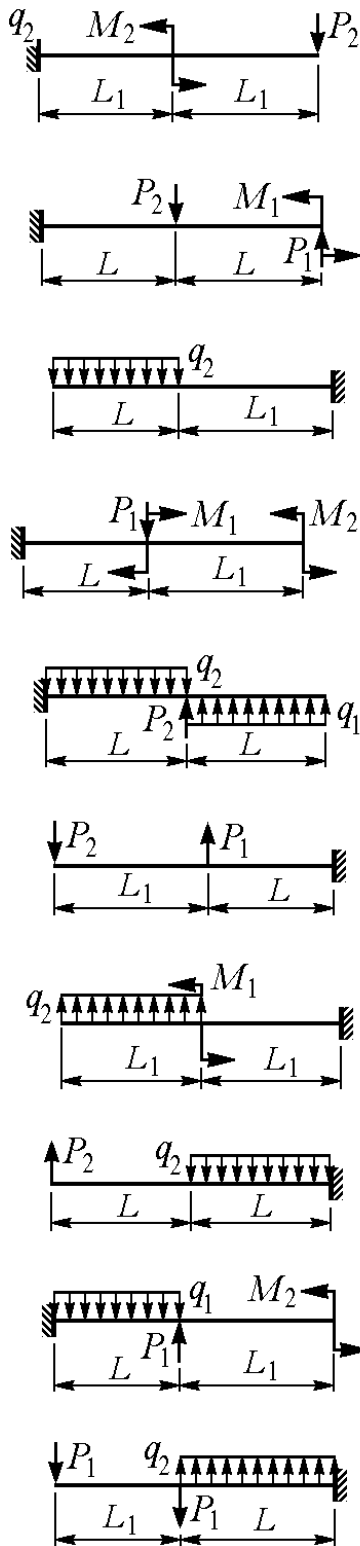 q₂ M₂ P₂
L₁ L₁
P₂ M₁
L L P₁
q₂
L L₁
P₁ M₁ M₂
L L₁
q₂
P₂ q₁
L L
P₂ P₁
L₁ L
q₂ M₁
L₁ L₁
P₂ q₂
L L
q₁ M₂
P₁
L L₁
P₁ q₂
P₁
L₁ L